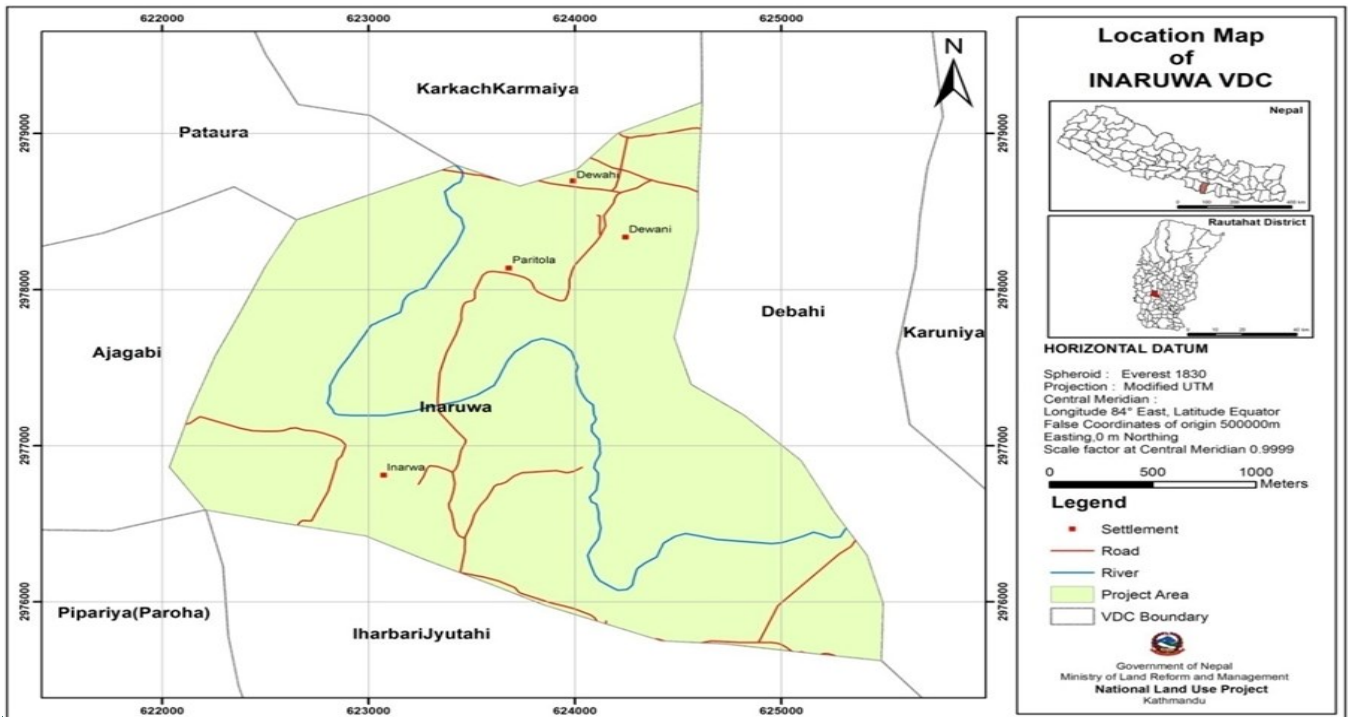 622000 623000 624000 625000
N
KarkachKarmaiya
Pataura
2979000 2979000
Dewahi
Dewani
Paritola
2978000 2978000
Debahi
Karuniya
Ajagabi
Inaruwa
2977000 2977000
Inarwa
2976000 2976000
Pipariya(Paroha)
IharbariJyutahi
622000 623000 624000 625000
Location Map
of
INARUWA VDC
Nepal
Rautahat District
HORIZONTAL DATUM
Spheroid : Everest 1830
Projection : Modified UTM
Central Meridian :
Longitude 84° East, Latitude Equator
False Coordinates of origin 500000m
Easting,0 m Northing
Scale factor at Central Meridian 0.9999
0 500 1000
Meters
Legend
Settlement
Road
River
Project Area
VDC Boundary
Government of Nepal
Ministry of Land Reform and Management
National Land Use Project
Kathmandu